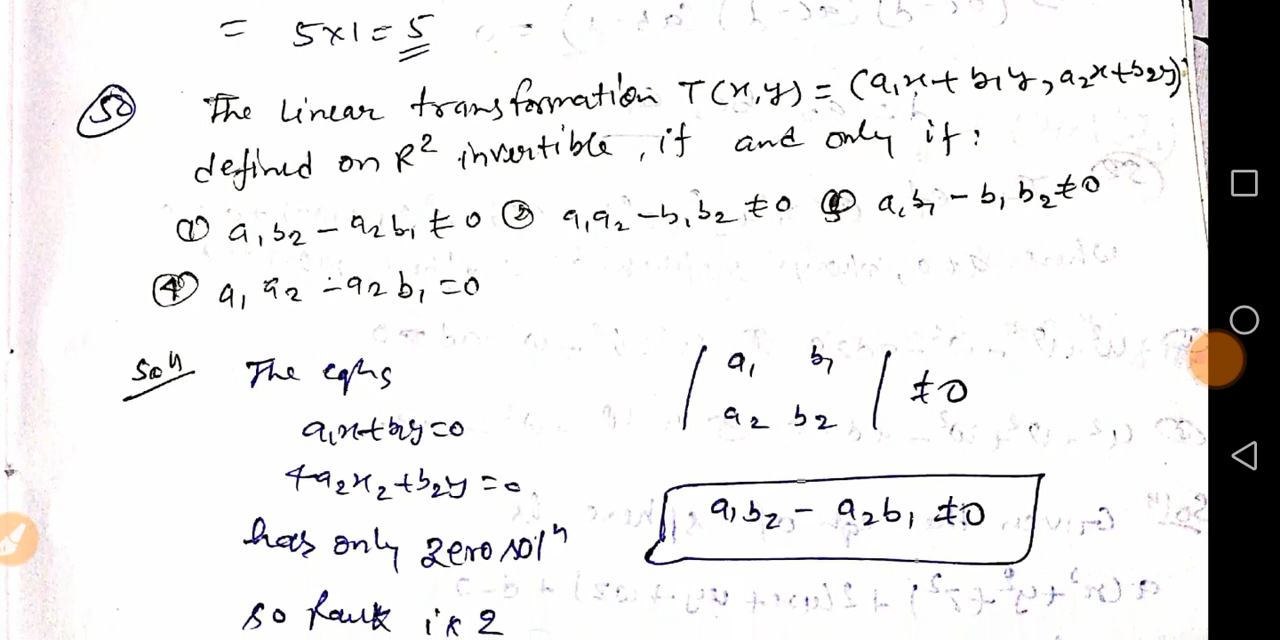 = 5×1 = 5
50 The linear transformation T(x,y) = (a₁x + b₁y, a₂x+b₂y)
defined on R² invertible, if and only if:
① a₁b₂ - a₂b₁ ≠ 0 ② a₁a₂ - b₁b₂ ≠ 0 a₁b₁ - b₁b₂ ≠ 0
④ a₁a₂ - a₂b₁ = 0
Solⁿ The eqns
a₁x+b₁y=0
+a₂x₂+b₂y=0
has only zero solⁿ
so Rank is 2
| a₁ b₁ |
| a₂ b₂ | ≠ 0
a₁b₂ - a₂b₁ ≠ 0